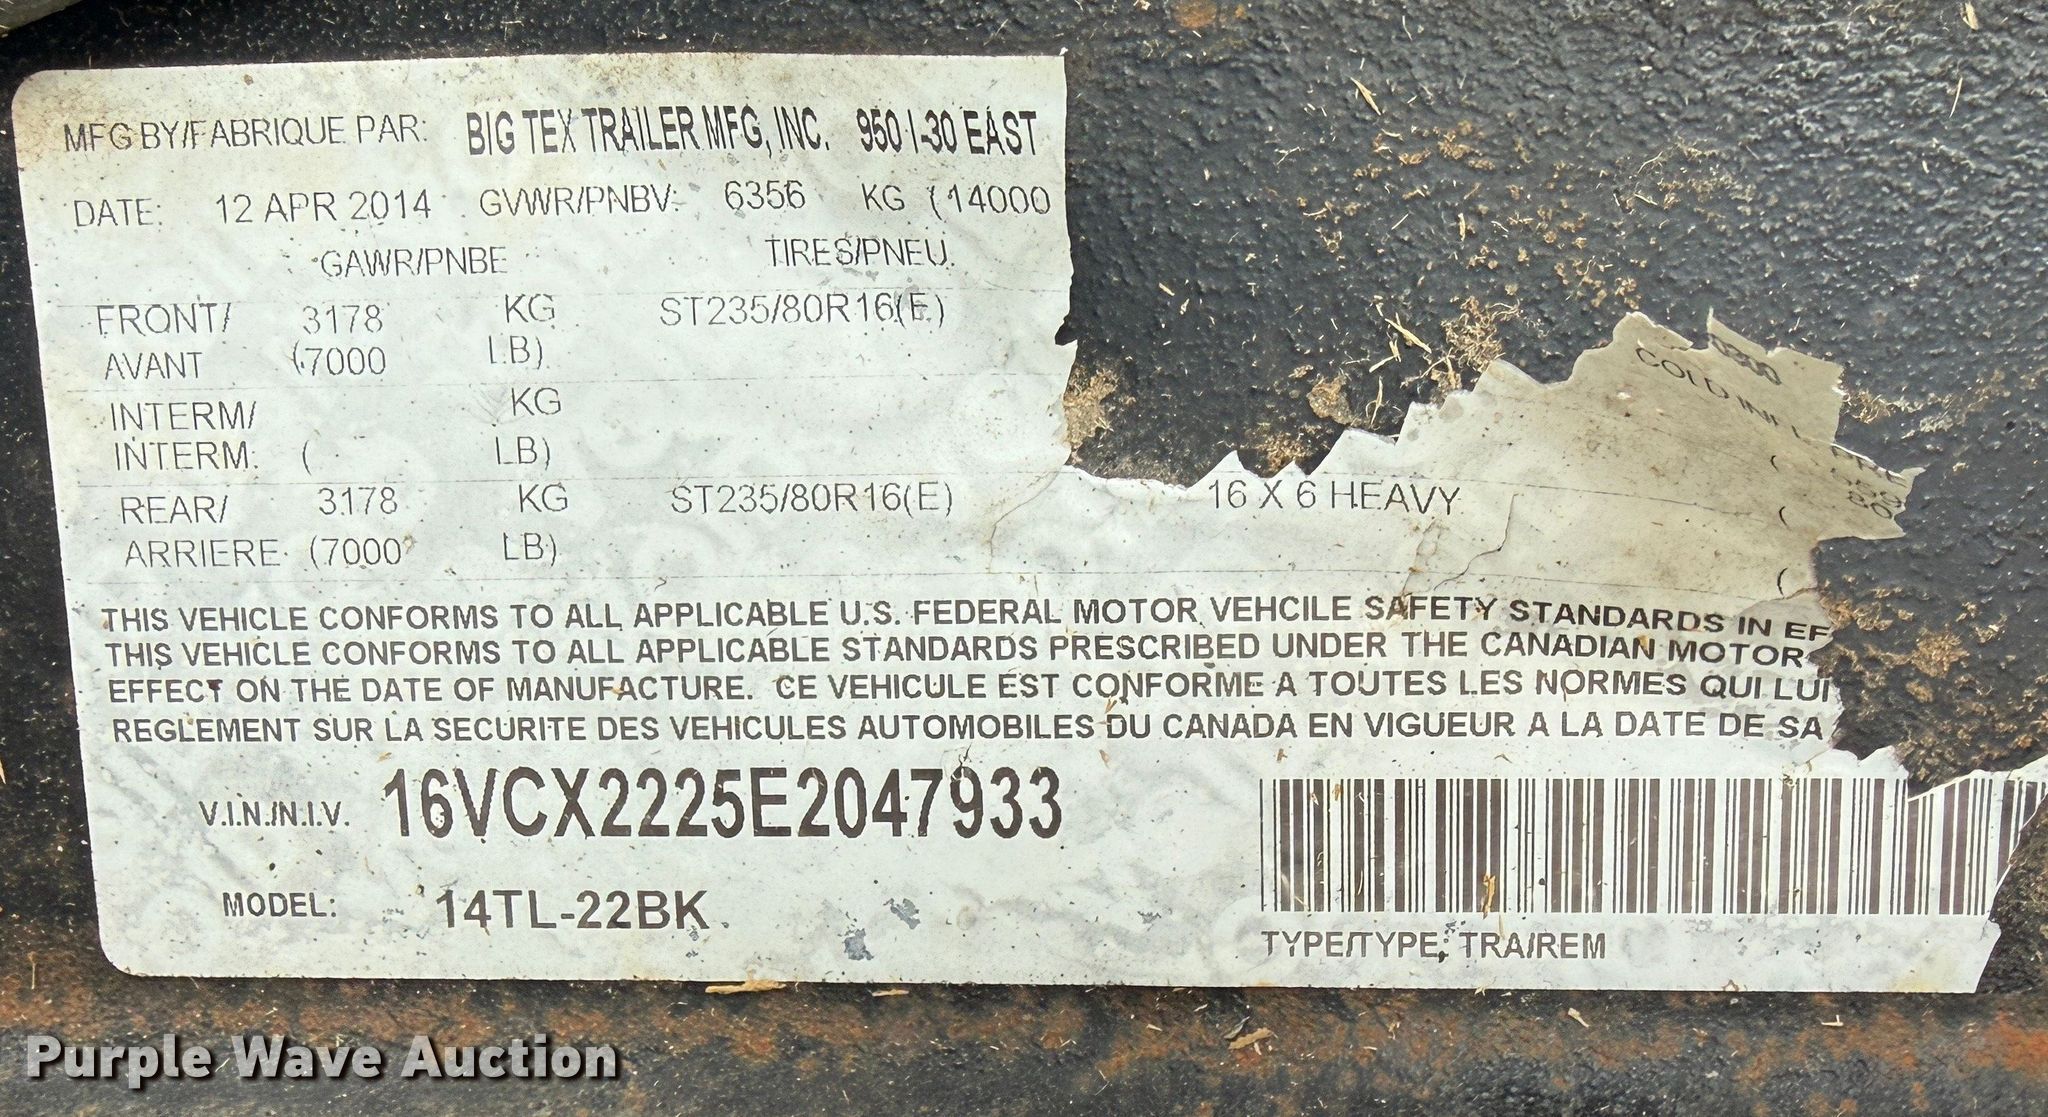 MFG BY/FABRIQUE PAR: BIG TEX TRAILER MFG, INC. 950 I-30 EAST
DATE: 12 APR 2014 GVWR/PNBV: 6356 KG (14000
GAWR/PNBE TIRES/PNEU
FRONT/ 3178 KG ST235/80R16(E)
AVANT (7000 LB)
COLD
INTERM/ KG
INTERM. ( LB)
REAR/ 3178 KG ST235/80R16(E) 16 X 6 HEAVY
ARRIERE (7000 LB)
THIS VEHICLE CONFORMS TO ALL APPLICABLE U.S. FEDERAL MOTOR VEHCILE SAFETY STANDARDS IN EF
THIS VEHICLE CONFORMS TO ALL APPLICABLE STANDARDS PRESCRIBED UNDER THE CANADIAN MOTOR
EFFECT ON THE DATE OF MANUFACTURE. CE VEHICULE EST CONFORME A TOUTES LES NORMES QUI LUI
REGLEMENT SUR LA SECURITE DES VEHICULES AUTOMOBILES DU CANADA EN VIGUEUR A LA DATE DE SA
V.I.N./N.I.V. 16VCX2225E2047933
MODEL: 14TL-22BK
TYPE/TYPE: TRA/REM
Purple Wave Auction